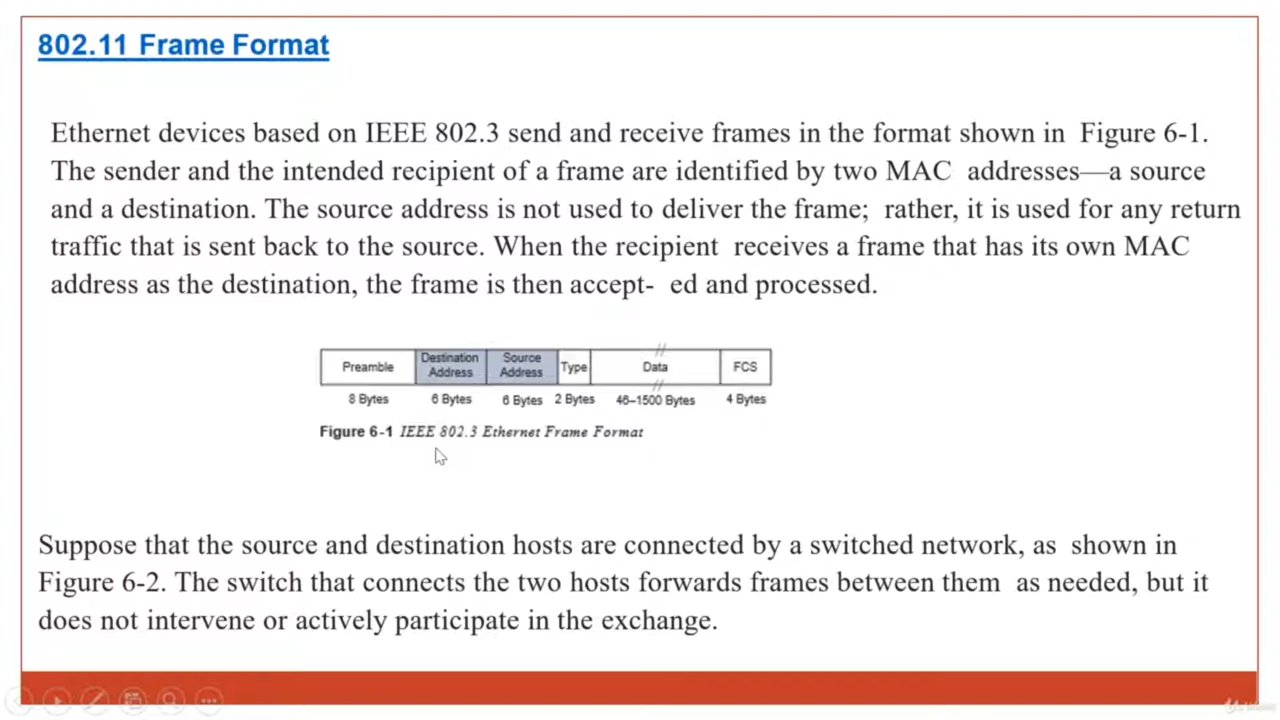 802.11 Frame Format
Ethernet devices based on IEEE 802.3 send and receive frames in the format shown in Figure 6-1.
The sender and the intended recipient of a frame are identified by two MAC addresses—a source
and a destination. The source address is not used to deliver the frame; rather, it is used for any return
traffic that is sent back to the source. When the recipient receives a frame that has its own MAC
address as the destination, the frame is then accept- ed and processed.
Preamble Destination Address Source Address Type Data FCS
8 Bytes 6 Bytes 6 Bytes 2 Bytes 46–1500 Bytes 4 Bytes
Figure 6-1 IEEE 802.3 Ethernet Frame Format
Suppose that the source and destination hosts are connected by a switched network, as shown in
Figure 6-2. The switch that connects the two hosts forwards frames between them as needed, but it
does not intervene or actively participate in the exchange.